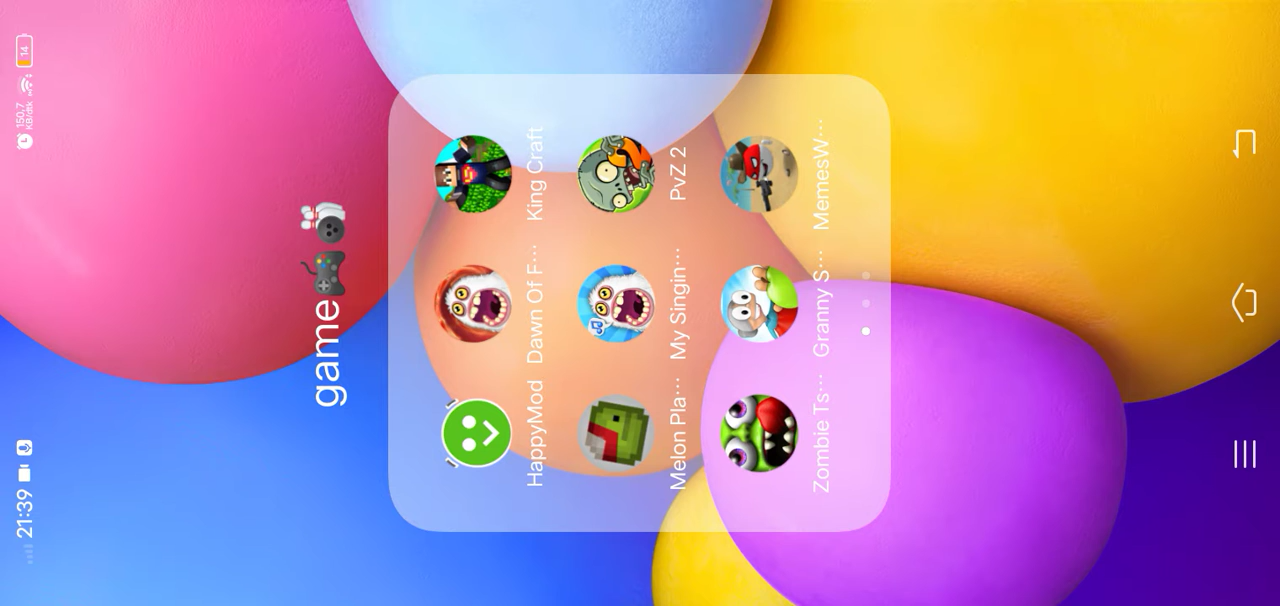 21:39
150,7
KB/dtk
14
game
HappyMod
Dawn Of F...
King Craft
Melon Pla...
My Singin...
PvZ 2
Zombie Ts...
Granny S...
MemesW...